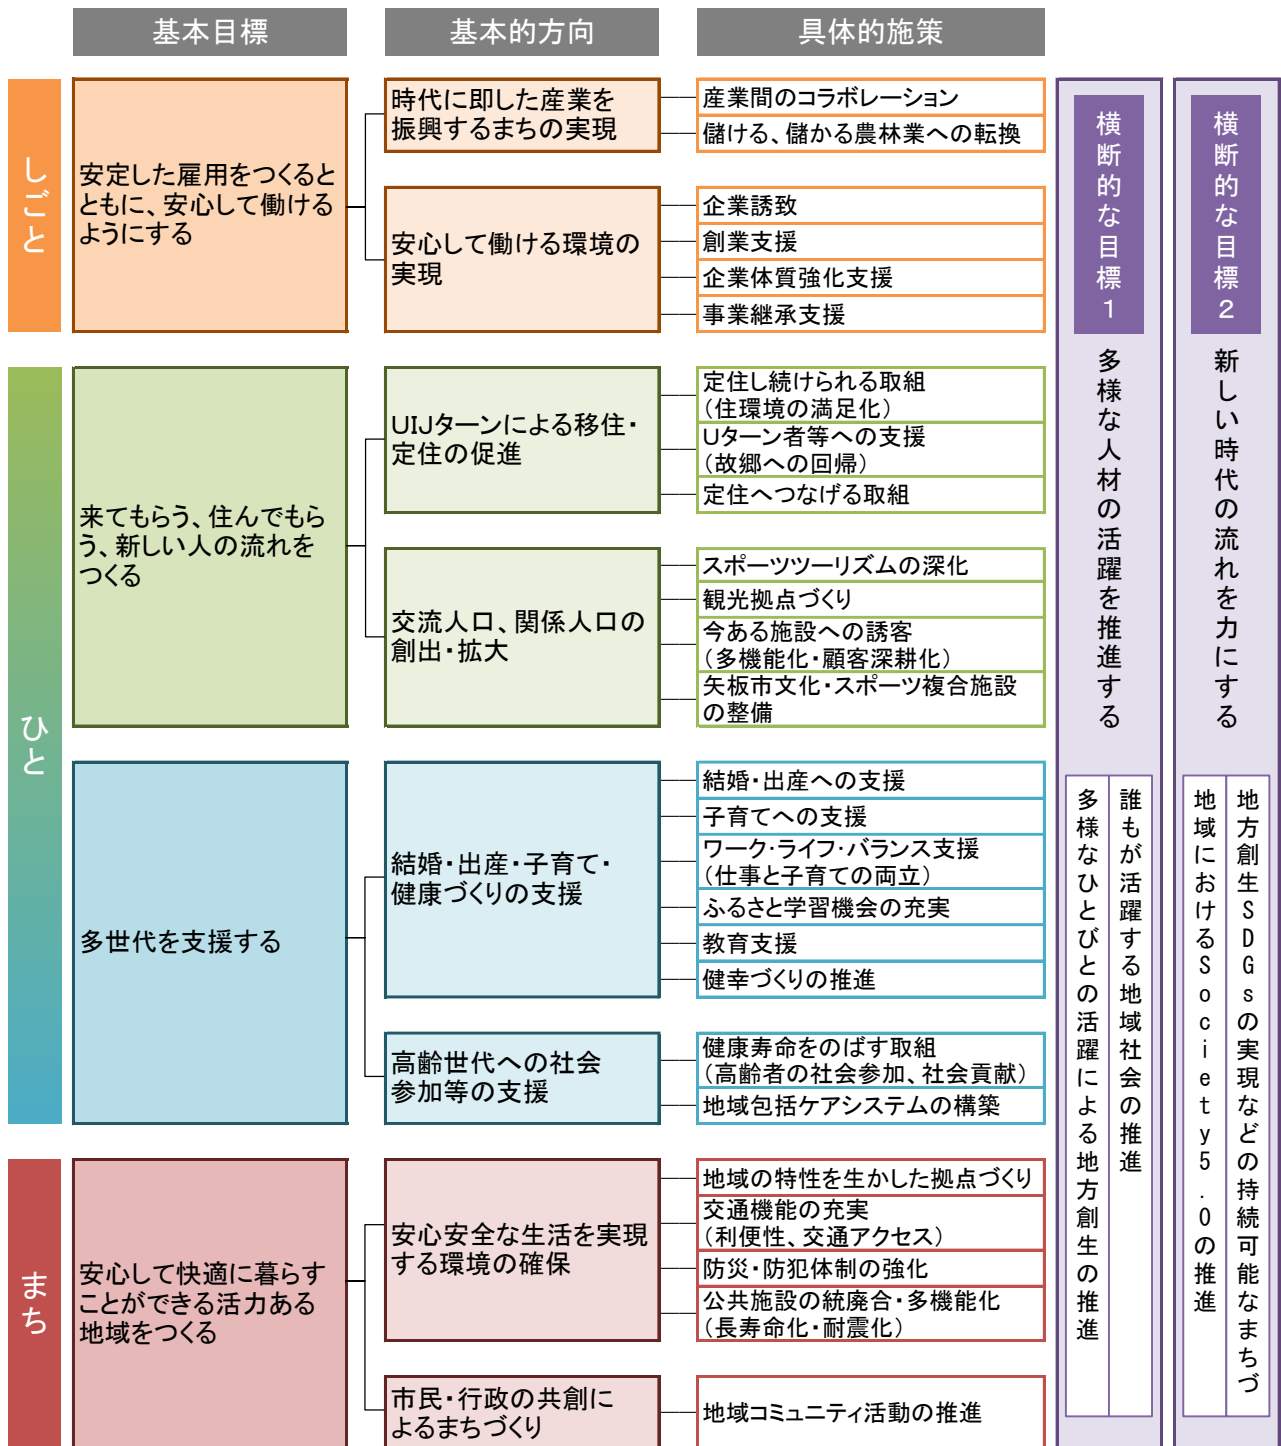 基本目標
基本的方向
具体的施策
しごと
安定した雇用をつくると
ともに、安心して働ける
ようにする
時代に即した産業を
振興するまちの実現
産業間のコラボレーション
儲ける、儲かる農林業への転換
安心して働ける環境の
実現
企業誘致
創業支援
企業体質強化支援
事業継承支援
ひと
来てもらう、住んでもら
う、新しい人の流れを
つくる
UIJターンによる移住・
定住の促進
定住し続けられる取組
（住環境の満足化）
Uターン者等への支援
（故郷への回帰）
定住へつなげる取組
交流人口、関係人口の
創出・拡大
スポーツツーリズムの深化
観光拠点づくり
今ある施設への誘客
（多機能化・顧客深耕化）
矢板市文化・スポーツ複合施設
の整備
多世代を支援する
結婚・出産・子育て・
健康づくりの支援
結婚・出産への支援
子育てへの支援
ワーク・ライフ・バランス支援
（仕事と子育ての両立）
ふるさと学習機会の充実
教育支援
健幸づくりの推進
高齢世代への社会
参加等の支援
健康寿命をのばす取組
（高齢者の社会参加、社会貢献）
地域包括ケアシステムの構築
まち
安心して快適に暮らす
ことができる活力ある
地域をつくる
安心安全な生活を実現
する環境の確保
地域の特性を生かした拠点づくり
交通機能の充実
（利便性、交通アクセス）
防災・防犯体制の強化
公共施設の統廃合・多機能化
（長寿命化・耐震化）
市民・行政の共創に
よるまちづくり
地域コミュニティ活動の推進
横断的な目標１
多様な人材の活躍を推進する
誰もが活躍する地域社会の推進
多様なひとびとの活躍による地方創生の推進
横断的な目標２
新しい時代の流れを力にする
地方創生ＳＤＧｓの実現などの持続可能なまちづ
地域におけるＳｏｃｉｅｔｙ５.０の推進